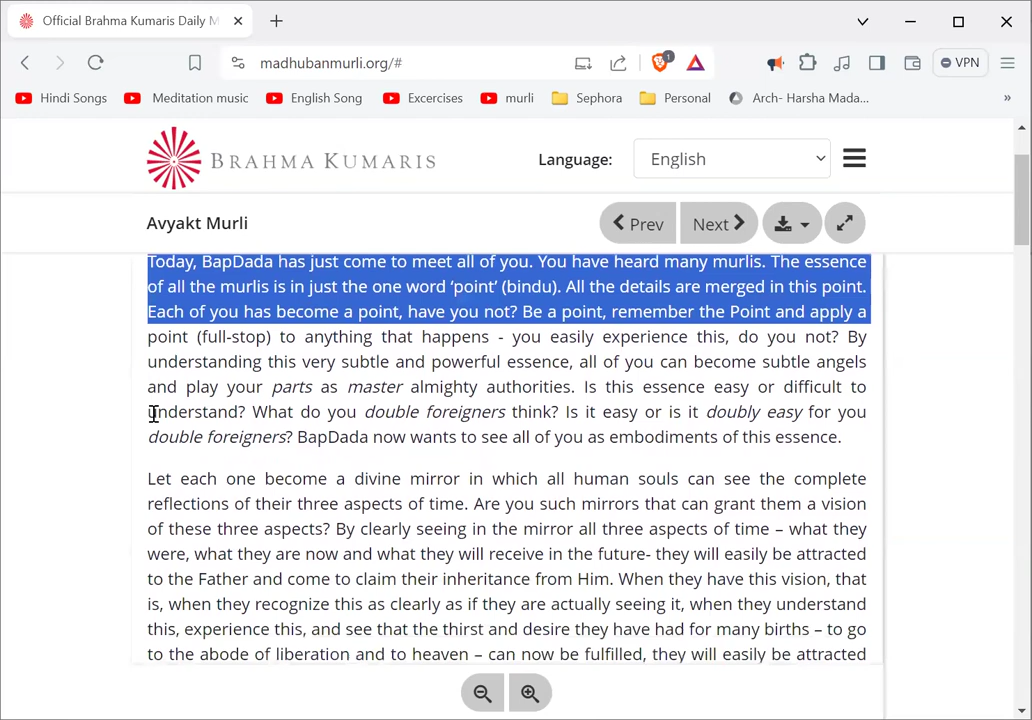 Official Brahma Kumaris Daily M
madhubanmurli.org/#
1
VPN
Hindi Songs
Meditation music
English Song
Excercises
murli
Sephora
Personal
Arch- Harsha Mada...
»
BRAHMA KUMARIS
Language:
English
Avyakt Murli
Prev
Next
Today, BapDada has just come to meet all of you. You have heard many murlis. The essence
of all the murlis is in just the one word ‘point’ (bindu). All the details are merged in this point.
Each of you has become a point, have you not? Be a point, remember the Point and apply a
point (full-stop) to anything that happens - you easily experience this, do you not? By
understanding this very subtle and powerful essence, all of you can become subtle angels
and play your parts as master almighty authorities. Is this essence easy or difficult to
understand? What do you double foreigners think? Is it easy or is it doubly easy for you
double foreigners? BapDada now wants to see all of you as embodiments of this essence.
Let each one become a divine mirror in which all human souls can see the complete
reflections of their three aspects of time. Are you such mirrors that can grant them a vision
of these three aspects? By clearly seeing in the mirror all three aspects of time – what they
were, what they are now and what they will receive in the future- they will easily be attracted
to the Father and come to claim their inheritance from Him. When they have this vision, that
is, when they recognize this as clearly as if they are actually seeing it, when they understand
this, experience this, and see that the thirst and desire they have had for many births – to go
to the abode of liberation and to heaven – can now be fulfilled, they will easily be attracted